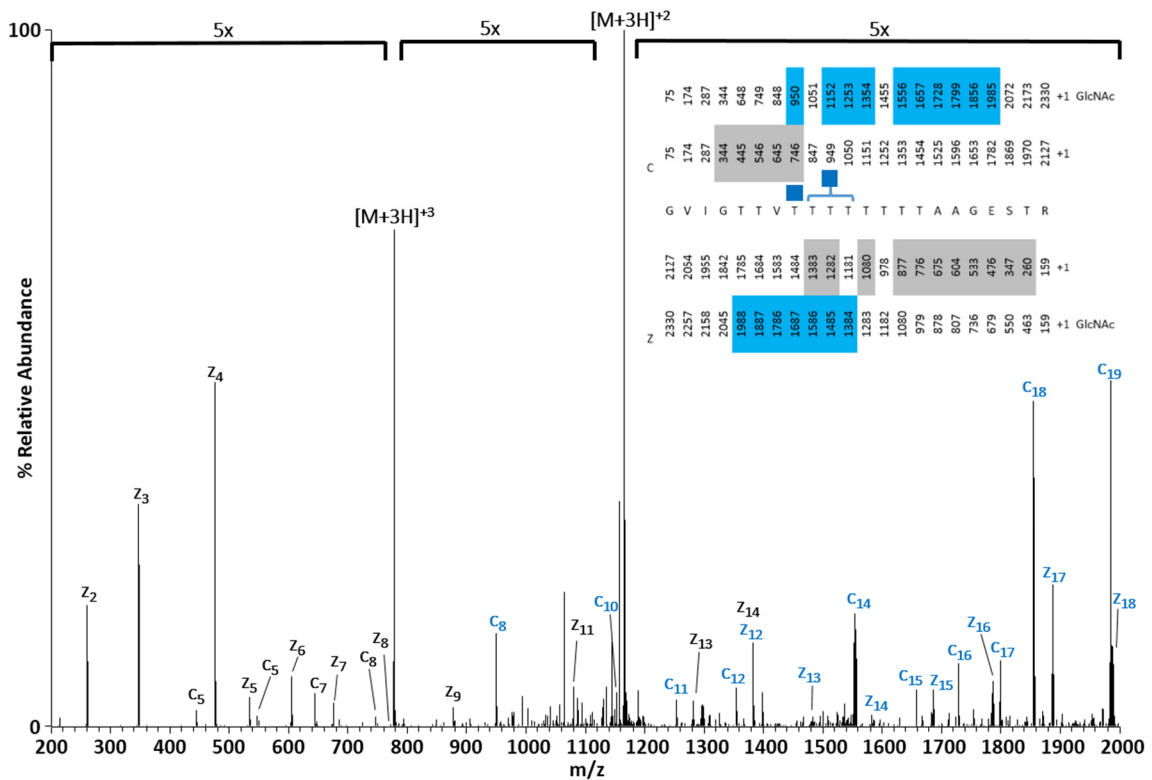 [M+3H]+2
100
5x
5x
5x
75 174 287 344 648 749 848 950 1051 1152 1253 1354 1455 1556 1657 1728 1799 1856 1985 2072 2173 2330 +1 GlcNAc
C 75 174 287 344 445 546 645 746 847 949 1050 1151 1252 1353 1454 1525 1596 1653 1782 1869 1970 2127 +1
[M+3H]+3
G V I G T T V T T T T T T T T A A G E S T R
2127 2054 1955 1842 1785 1684 1583 1484 1383 1282 1181 1080 978 877 776 675 604 533 476 347 260 159 +1
Z 2330 2257 2158 2045 1988 1887 1786 1687 1586 1485 1384 1283 1182 1080 979 878 807 736 679 550 463 159 +1 GlcNAc
% Relative Abundance
Z4
C19
C18
Z3
Z17
Z2
C10
Z14
C14
Z18
C8
Z11
Z12
Z16
C17
Z6
Z8
Z13
C16
C5
Z7
C8
C12
Z13
C15
Z15
Z5
C7
Z9
C11
Z14
C5
0
200 300 400 500 600 700 800 900 1000 1100 1200 1300 1400 1500 1600 1700 1800 1900 2000
m/z